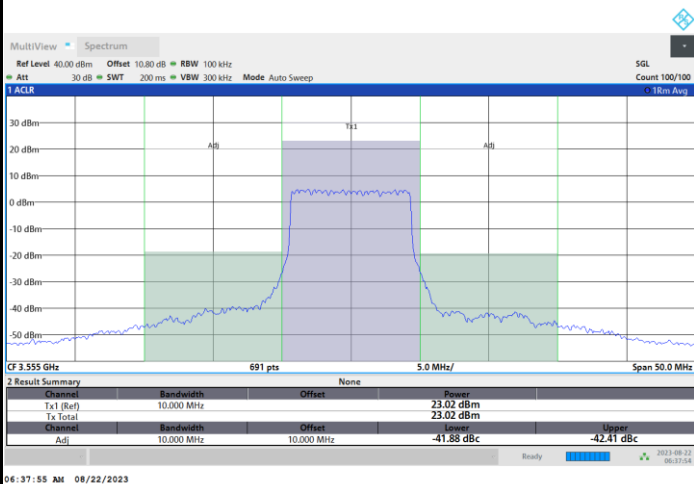 MultiView Spectrum
Ref Level 40.00 dBm Offset 10.80 dB RBW 100 kHz SGL
Att 30 dB SWT 200 ms VBW 300 kHz Mode Auto Sweep Count 100/100
1 ACLR 1Rm Avg
30 dBm Tx1
20 dBm Adj Adj
10 dBm
0 dBm
-10 dBm
-20 dBm
-30 dBm
-40 dBm
-50 dBm
CF 3.555 GHz 691 pts 5.0 MHz/ Span 50.0 MHz
2 Result Summary None
Channel Bandwidth Offset Power
Tx1 (Ref) 10.000 MHz 23.02 dBm
Tx Total 23.02 dBm
Channel Bandwidth Offset Lower Upper
Adj 10.000 MHz 10.000 MHz -41.88 dBc -42.41 dBc
Ready 2023-08-22
06:37:54
06:37:55 AM 08/22/2023